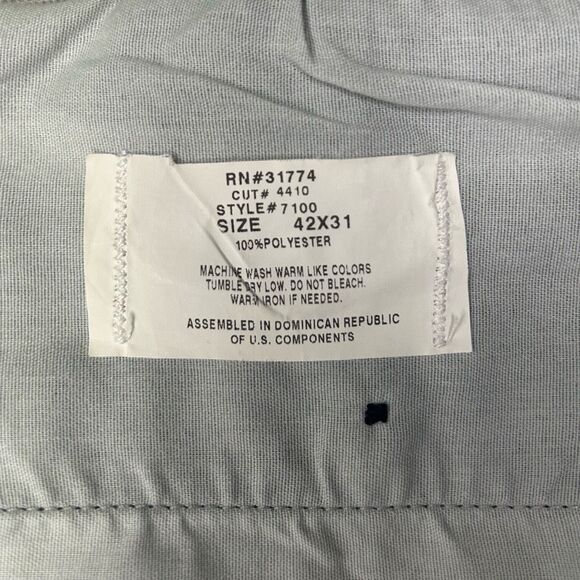 RN#31774
CUT# 4410
STYLE# 7100
SIZE 42X31
100%POLYESTER
MACHINE WASH WARM LIKE COLORS
TUMBLE DRY LOW. DO NOT BLEACH.
WARM IRON IF NEEDED.
ASSEMBLED IN DOMINICAN REPUBLIC
OF U.S. COMPONENTS